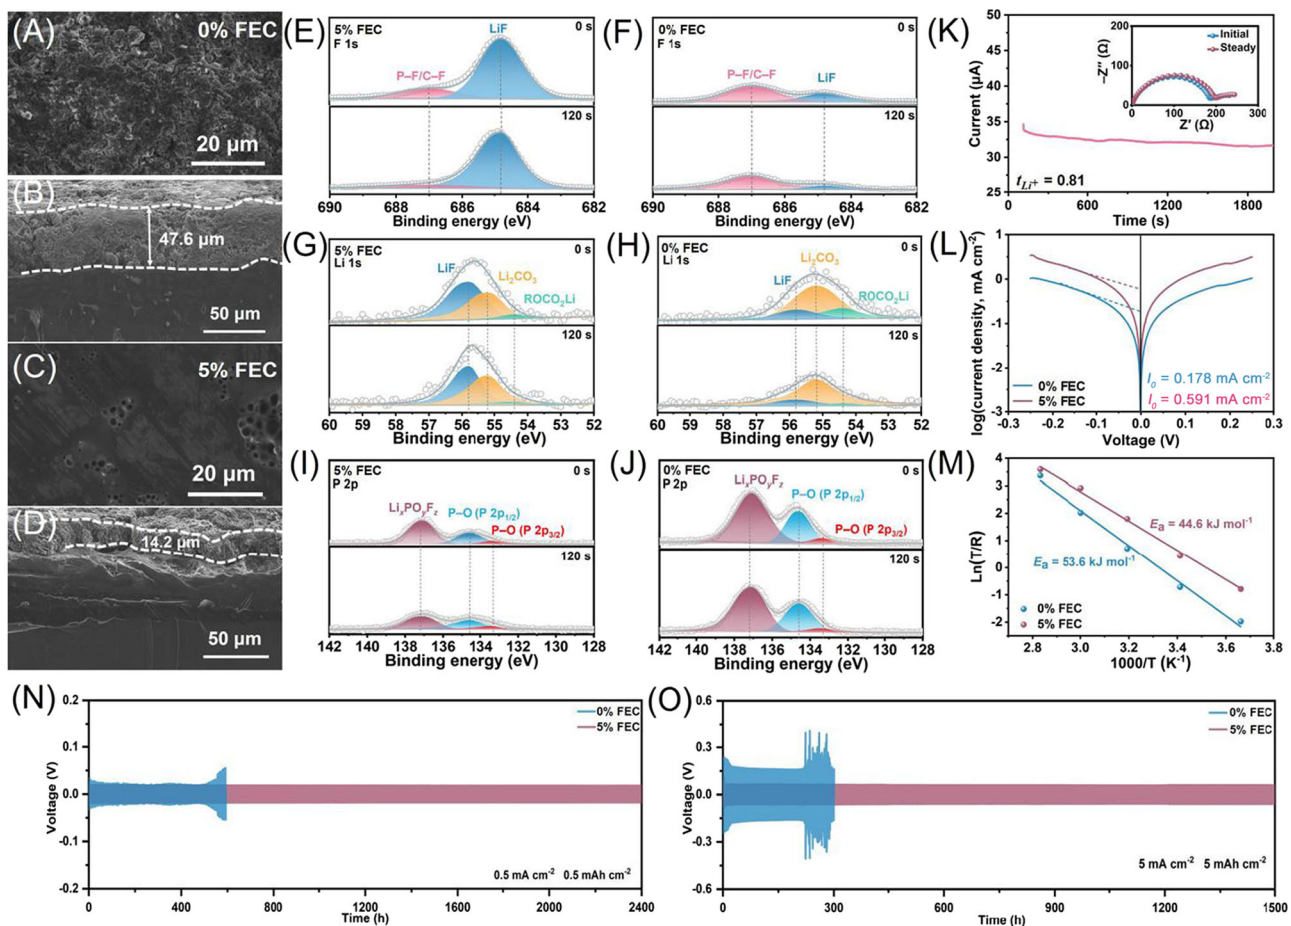 (A)
0% FEC
20 µm
(B)
47.6 µm
50 µm
(C)
5% FEC
20 µm
(D)
14.2 µm
50 µm
(E)
5% FEC
F 1s
LiF
0 s
P–F/C–F
120 s
690 688 686 684 682
Binding energy (eV)
(F)
0% FEC
F 1s
0 s
P–F/C–F
LiF
120 s
690 688 686 684 682
Binding energy (eV)
(G)
5% FEC
Li 1s
0 s
LiF
Li₂CO₃
ROCO₂Li
120 s
60 59 58 57 56 55 54 53 52
Binding energy (eV)
(H)
0% FEC
Li 1s
0 s
Li₂CO₃
LiF
ROCO₂Li
120 s
60 59 58 57 56 55 54 53 52
Binding energy (eV)
(I)
5% FEC
P 2p
0 s
LiₓPOᵧF_z
P–O (P 2p₁/₂)
P–O (P 2p₃/₂)
120 s
142 140 138 136 134 132 130 128
Binding energy (eV)
(J)
0% FEC
P 2p
0 s
LiₓPOᵧF_z
P–O (P 2p₁/₂)
P–O (P 2p₃/₂)
120 s
142 140 138 136 134 132 130 128
Binding energy (eV)
(K)
Current (µA)
50
45
40
35
30
25
0 600 1200 1800
Time (s)
t_Li⁺ = 0.81
–Z'' (Ω)
200
100
0
0 100 200 300
Z' (Ω)
Initial
Steady
(L)
log(current density, mA cm⁻²)
1
0
-1
-2
-3
-0.3 -0.2 -0.1 0.0 0.1 0.2 0.3
Voltage (V)
0% FEC
5% FEC
I₀ = 0.178 mA cm⁻²
I₀ = 0.591 mA cm⁻²
(M)
Ln(T/R)
4
3
2
1
0
-1
-2
2.8 3.0 3.2 3.4 3.6 3.8
1000/T (K⁻¹)
Eₐ = 44.6 kJ mol⁻¹
Eₐ = 53.6 kJ mol⁻¹
0% FEC
5% FEC
(N)
Voltage (V)
0.2
0.1
0.0
-0.1
-0.2
0 400 800 1200 1600 2000 2400
Time (h)
0% FEC
5% FEC
0.5 mA cm⁻² 0.5 mAh cm⁻²
(O)
Voltage (V)
0.6
0.3
0.0
-0.3
-0.6
0 300 600 900 1200 1500
Time (h)
0% FEC
5% FEC
5 mA cm⁻² 5 mAh cm⁻²